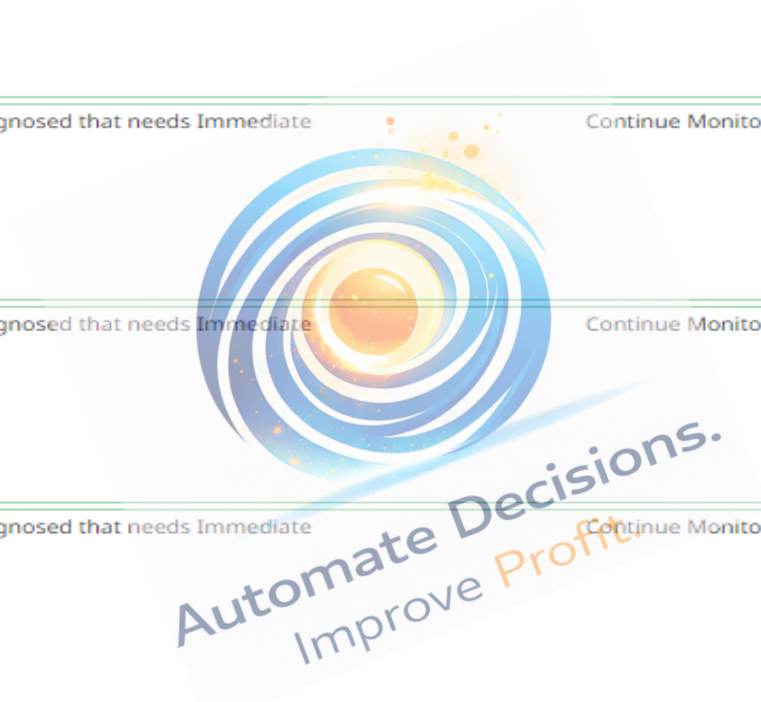 gnosed that needs Immediate Continue Monito
gnosed that needs Immediate Continue Monito
gnosed that needs Immediate Continue Monito
Automate Decisions.
Improve Profit.